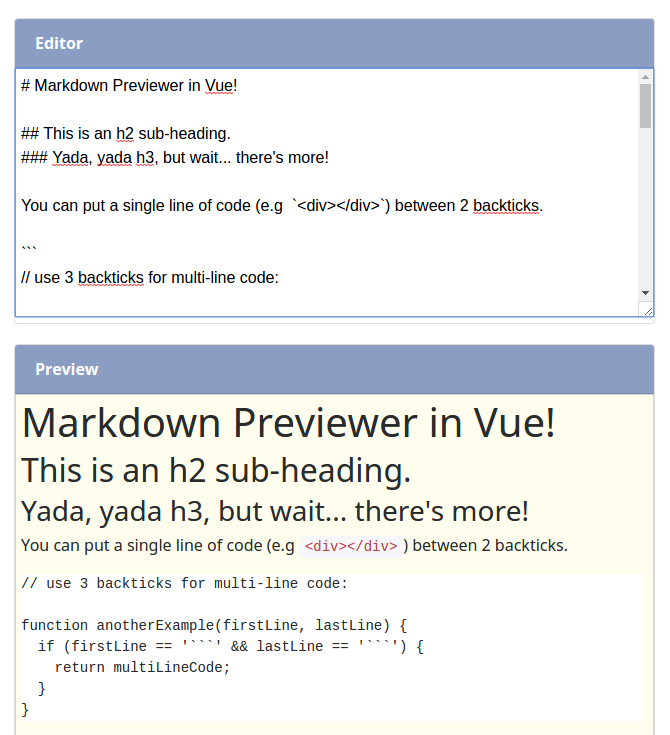 Editor
# Markdown Previewer in Vue!
## This is an h2 sub-heading.
### Yada, yada h3, but wait... there's more!
You can put a single line of code (e.g  `<div></div>`) between 2 backticks.
```
// use 3 backticks for multi-line code:
Preview
Markdown Previewer in Vue!
This is an h2 sub-heading.
Yada, yada h3, but wait... there's more!
You can put a single line of code (e.g <div></div> ) between 2 backticks.
// use 3 backticks for multi-line code:
function anotherExample(firstLine, lastLine) {
  if (firstLine == '```' && lastLine == '```') {
    return multiLineCode;
  }
}